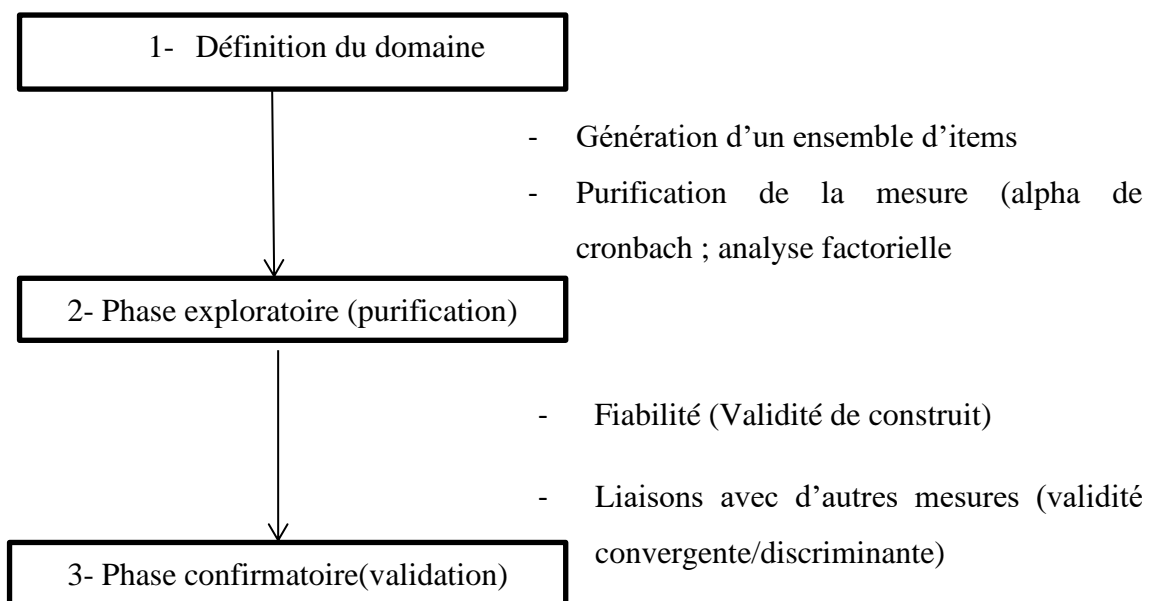 1- Définition du domaine
- Génération d’un ensemble d’items
- Purification de la mesure (alpha de
cronbach ; analyse factorielle
2- Phase exploratoire (purification)
- Fiabilité (Validité de construit)
- Liaisons avec d’autres mesures (validité
convergente/discriminante)
3- Phase confirmatoire(validation)